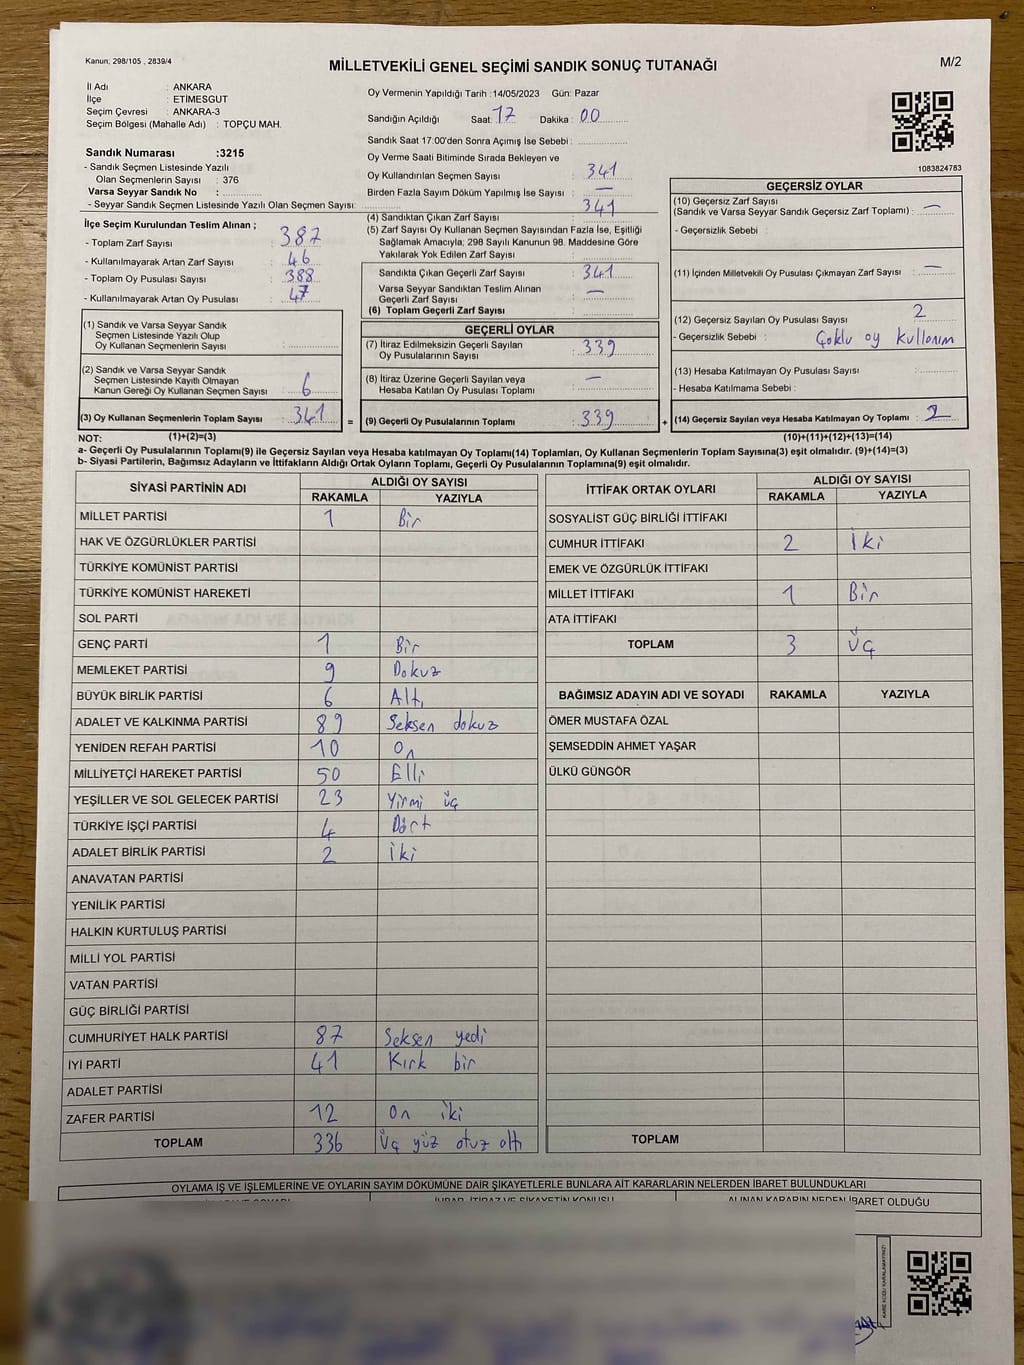 Kanun; 298/105 , 2839/4
MİLLETVEKİLİ GENEL SEÇİMİ SANDIK SONUÇ TUTANAĞI
M/2
İl Adı : ANKARA
İlçe : ETİMESGUT
Seçim Çevresi : ANKARA-3
Seçim Bölgesi (Mahalle Adı) : TOPÇU MAH.
Sandık Numarası :3215
- Sandık Seçmen Listesinde Yazılı
Olan Seçmenlerin Sayısı : 376
Varsa Seyyar Sandık No :
- Seyyar Sandık Seçmen Listesinde Yazılı Olan Seçmen Sayısı:
Oy Vermenin Yapıldığı Tarih :14/05/2023 Gün: Pazar
Sandığın Açıldığı Saat: 17 Dakika : 00
Sandık Saat 17:00'den Sonra Açımış İse Sebebi :
Oy Verme Saati Bitiminde Sırada Bekleyen ve
Oy Kullandırılan Seçmen Sayısı : 341
Birden Fazla Sayım Döküm Yapılmış İse Sayısı : —
1083824763
İlçe Seçim Kurulundan Teslim Alınan ;
- Toplam Zarf Sayısı : 387
- Kullanılmayarak Artan Zarf Sayısı : 46
- Toplam Oy Pusulası Sayısı : 388
- Kullanılmayarak Artan Oy Pusulası : 47
(1) Sandık ve Varsa Seyyar Sandık
Seçmen Listesinde Yazılı Olup
Oy Kullanan Seçmenlerin Sayısı :
(2) Sandık ve Varsa Seyyar Sandık
Seçmen Listesinde Kayıtlı Olmayan
Kanun Gereği Oy Kullanan Seçmen Sayısı : 6
(3) Oy Kullanan Seçmenlerin Toplam Sayısı : 341
(1)+(2)=(3)
(4) Sandıktan Çıkan Zarf Sayısı : 341
(5) Zarf Sayısı Oy Kullanan Seçmen Sayısından Fazla İse, Eşitliği
Sağlamak Amacıyla, 298 Sayılı Kanunun 98. Maddesine Göre
Yakılarak Yok Edilen Zarf Sayısı :
Sandıkta Çıkan Geçerli Zarf Sayısı : 341
Varsa Seyyar Sandıktan Teslim Alınan
Geçerli Zarf Sayısı : —
(6) Toplam Geçerli Zarf Sayısı :
GEÇERLİ OYLAR
(7) İtiraz Edilmeksizin Geçerli Sayılan
Oy Pusulalarının Sayısı : 339
(8) İtiraz Üzerine Geçerli Sayılan veya
Hesaba Katılan Oy Pusulası Toplamı : —
= (9) Geçerli Oy Pusulalarının Toplamı : 339
GEÇERSİZ OYLAR
(10) Geçersiz Zarf Sayısı
(Sandık ve Varsa Seyyar Sandık Geçersiz Zarf Toplamı) : —
- Geçersizlik Sebebi :
(11) İçinden Milletvekili Oy Pusulası Çıkmayan Zarf Sayısı : —
(12) Geçersiz Sayılan Oy Pusulası Sayısı : 2
- Geçersizlik Sebebi : Çoklu oy kullanım
(13) Hesaba Katılmayan Oy Pusulası Sayısı :
- Hesaba Katılmama Sebebi :
+ (14) Geçersiz Sayılan veya Hesaba Katılmayan Oy Toplamı : 2
(10)+(11)+(12)+(13)=(14)
NOT:
a- Geçerli Oy Pusulalarının Toplamı(9) ile Geçersiz Sayılan veya Hesaba katılmayan Oy Toplamı(14) Toplamları, Oy Kullanan Seçmenlerin Toplam Sayısına(3) eşit olmalıdır. (9)+(14)=(3)
b- Siyasi Partilerin, Bağımsız Adayların ve İttifakların Aldığı Ortak Oyların Toplamı, Geçerli Oy Pusulalarının Toplamına(9) eşit olmalıdır.
SİYASİ PARTİNİN ADI ALDIĞI OY SAYISI
RAKAMLA YAZIYLA
MİLLET PARTİSİ 1 Bir
HAK VE ÖZGÜRLÜKLER PARTİSİ
TÜRKİYE KOMÜNİST PARTİSİ
TÜRKİYE KOMÜNİST HAREKETİ
SOL PARTİ
GENÇ PARTİ 1 Bir
MEMLEKET PARTİSİ 9 Dokuz
BÜYÜK BİRLİK PARTİSİ 6 Altı
ADALET VE KALKINMA PARTİSİ 89 Seksen dokuz
YENİDEN REFAH PARTİSİ 10 On
MİLLİYETÇİ HAREKET PARTİSİ 50 Elli
YEŞİLLER VE SOL GELECEK PARTİSİ 23 Yirmi üç
TÜRKİYE İŞÇİ PARTİSİ 4 Dört
ADALET BİRLİK PARTİSİ 2 iki
ANAVATAN PARTİSİ
YENİLİK PARTİSİ
HALKIN KURTULUŞ PARTİSİ
MİLLİ YOL PARTİSİ
VATAN PARTİSİ
GÜÇ BİRLİĞİ PARTİSİ
CUMHURİYET HALK PARTİSİ 87 Seksen yedi
İYİ PARTİ 41 Kırk bir
ADALET PARTİSİ
ZAFER PARTİSİ 12 On iki
TOPLAM 336 Üç yüz otuz altı
İTTİFAK ORTAK OYLARI ALDIĞI OY SAYISI
RAKAMLA YAZIYLA
SOSYALİST GÜÇ BİRLİĞİ İTTİFAKI
CUMHUR İTTİFAKI 2 İki
EMEK VE ÖZGÜRLÜK İTTİFAKI
MİLLET İTTİFAKI 1 Bir
ATA İTTİFAKI
TOPLAM 3 Üç
BAĞIMSIZ ADAYIN ADI VE SOYADI RAKAMLA YAZIYLA
ÖMER MUSTAFA ÖZAL
ŞEMSEDDİN AHMET YAŞAR
ÜLKÜ GÜNGÖR
TOPLAM
OYLAMA İŞ VE İŞLEMLERİNE VE OYLARIN SAYIM DÖKÜMÜNE DAİR ŞİKAYETLERLE BUNLARA AİT KARARLARIN NELERDEN İBARET BULUNDUKLARI
İHBAR, İTİRAZ VE ŞİKAYETİN KONUSU ALINAN KARARIN NEDEN İBARET OLDUĞU
KARE KODU KARALAMAYINIZ!